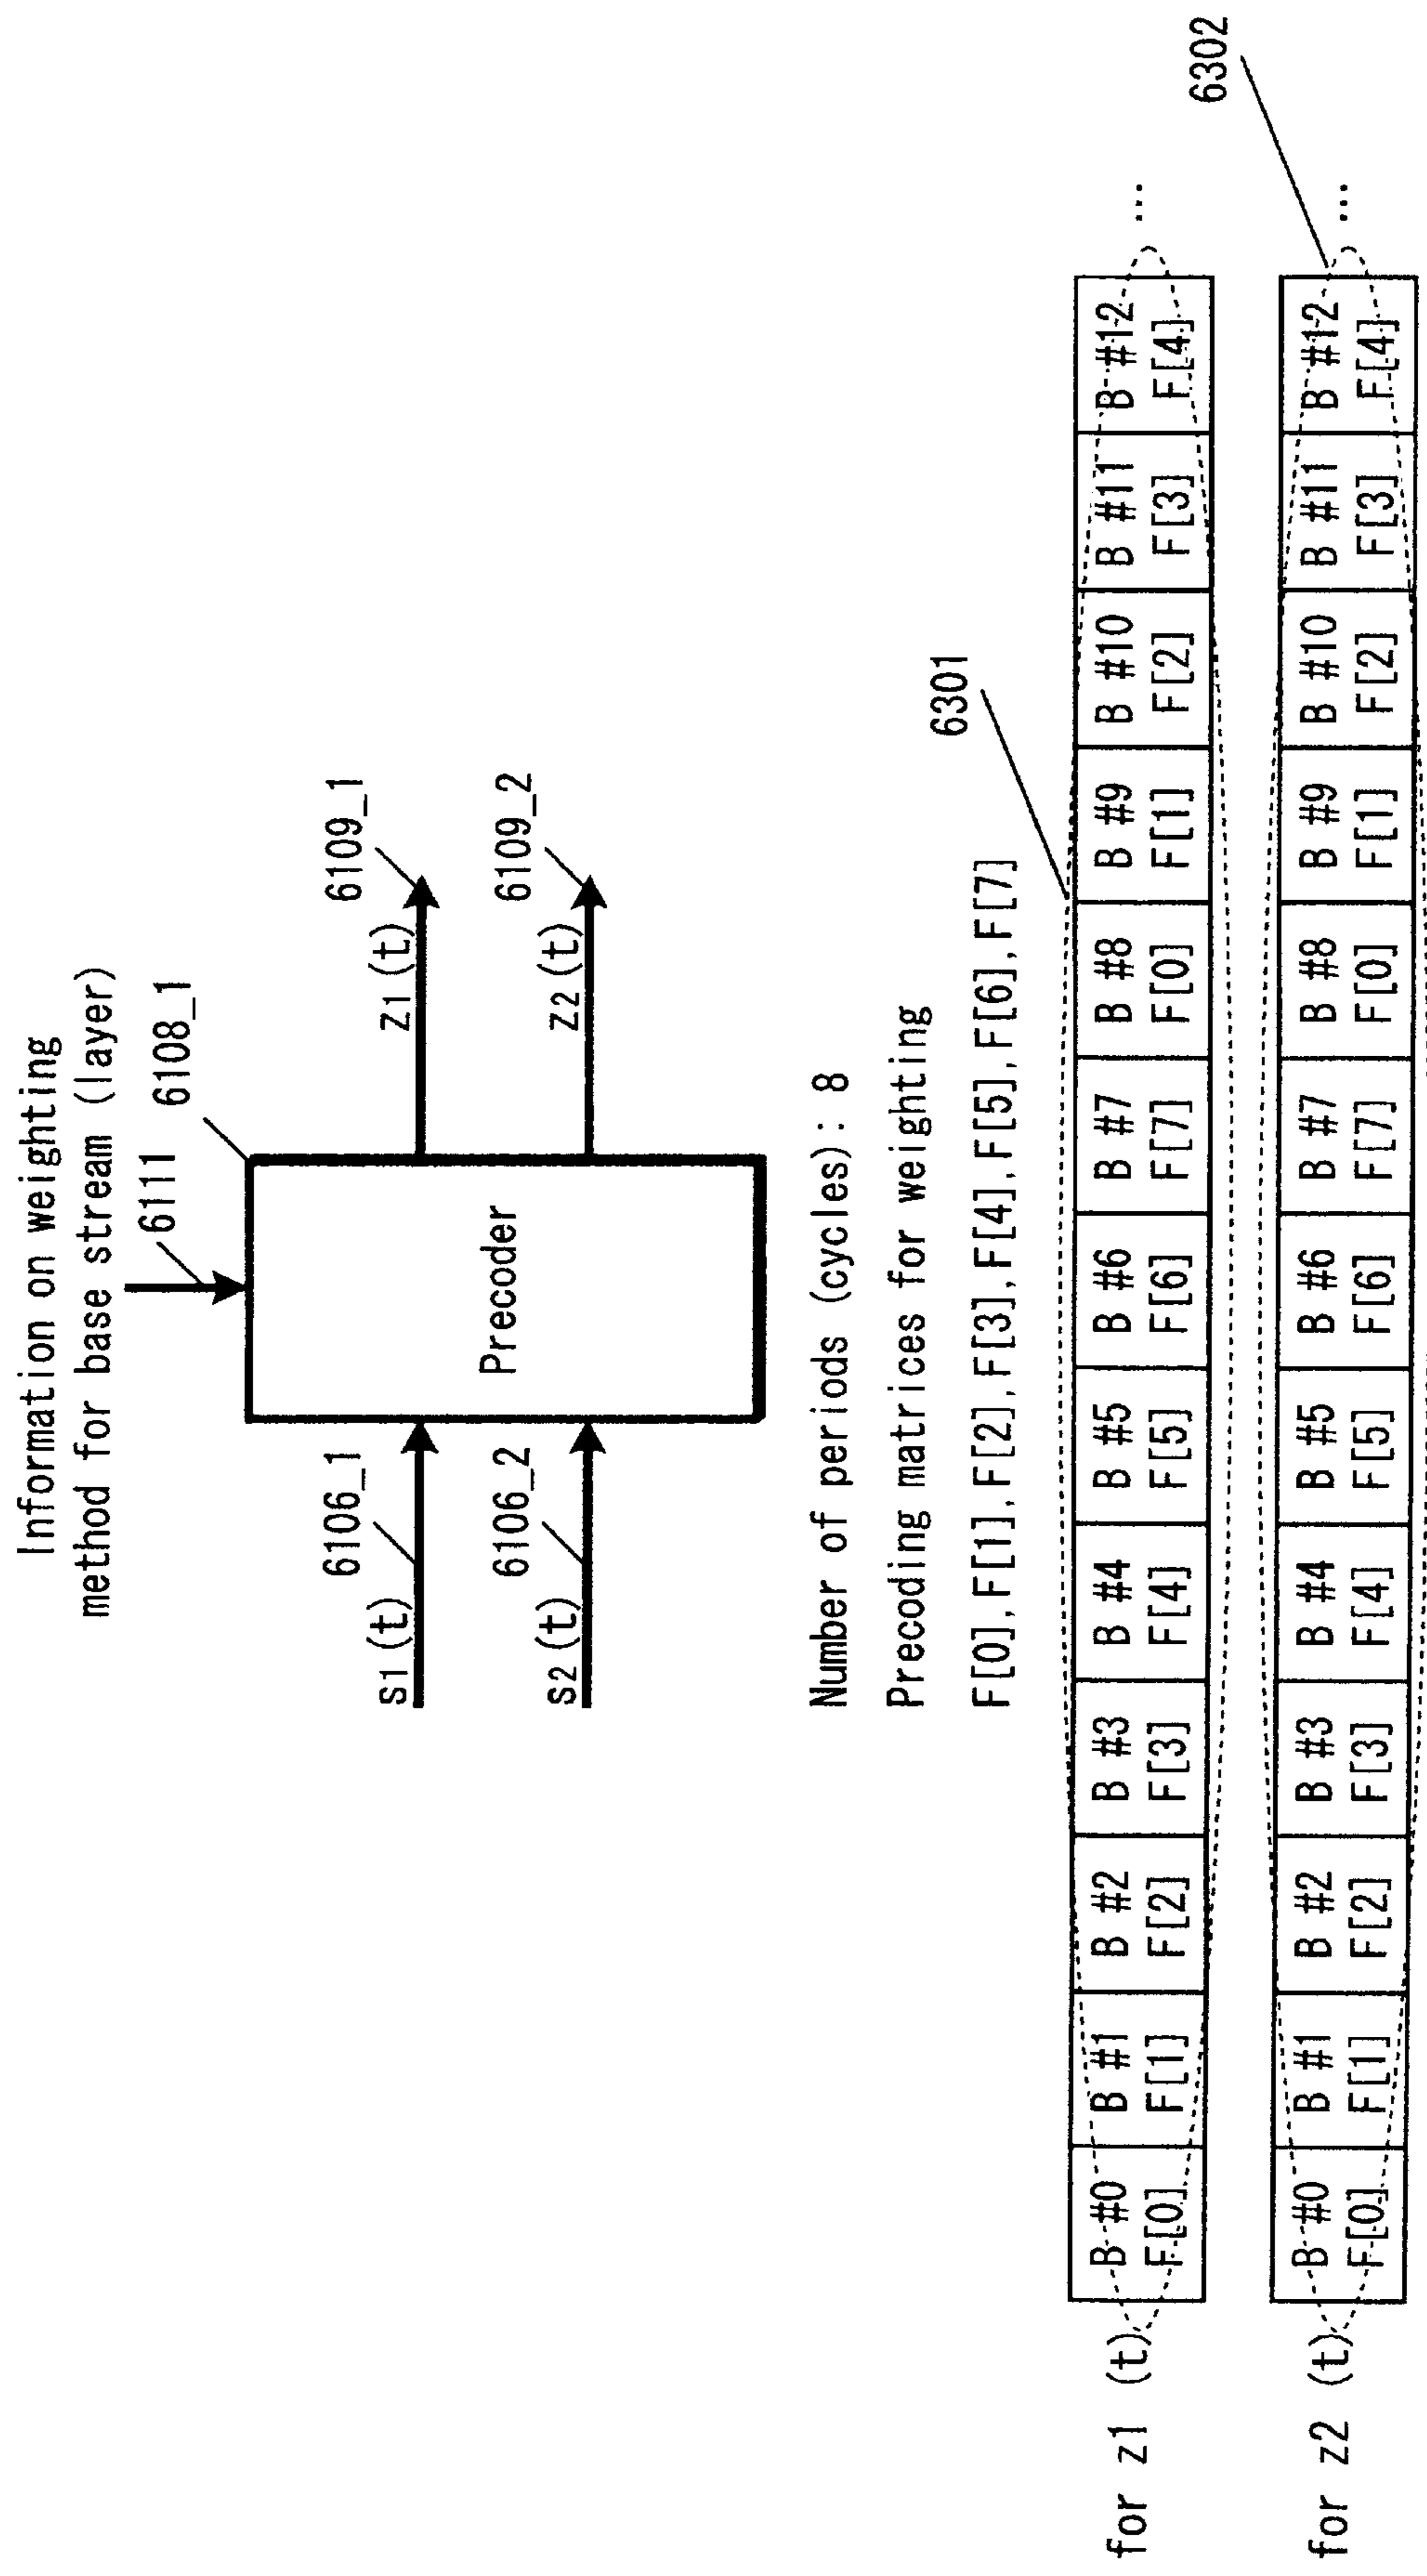 Information on weighting
method for base stream (layer)
6111
6108_1
s1(t)
6106_1
s2(t)
6106_2
Precoder
z1(t)
6109_1
z2(t)
6109_2
Number of periods (cycles): 8
Precoding matrices for weighting
F[0],F[1],F[2],F[3],F[4],F[5],F[6],F[7]
6301
for z1 (t)
B #0 B #1 B #2 B #3 B #4 B #5 B #6 B #7 B #8 B #9 B #10 B #11 B #12 ...
F[0] F[1] F[2] F[3] F[4] F[5] F[6] F[7] F[0] F[1] F[2] F[3] F[4]
6302
for z2 (t)
B #0 B #1 B #2 B #3 B #4 B #5 B #6 B #7 B #8 B #9 B #10 B #11 B #12 ...
F[0] F[1] F[2] F[3] F[4] F[5] F[6] F[7] F[0] F[1] F[2] F[3] F[4]